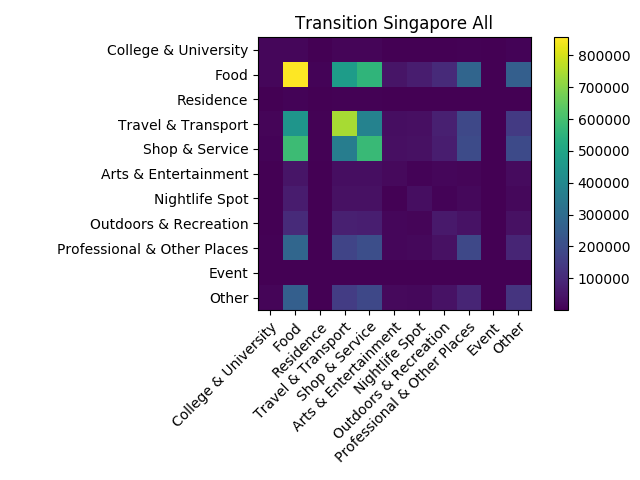 Transition Singapore All
College & University
Food
Residence
Travel & Transport
Shop & Service
Arts & Entertainment
Nightlife Spot
Outdoors & Recreation
Professional & Other Places
Event
Other
College & University
Food
Residence
Travel & Transport
Shop & Service
Arts & Entertainment
Nightlife Spot
Outdoors & Recreation
Professional & Other Places
Event
Other
800000
700000
600000
500000
400000
300000
200000
100000